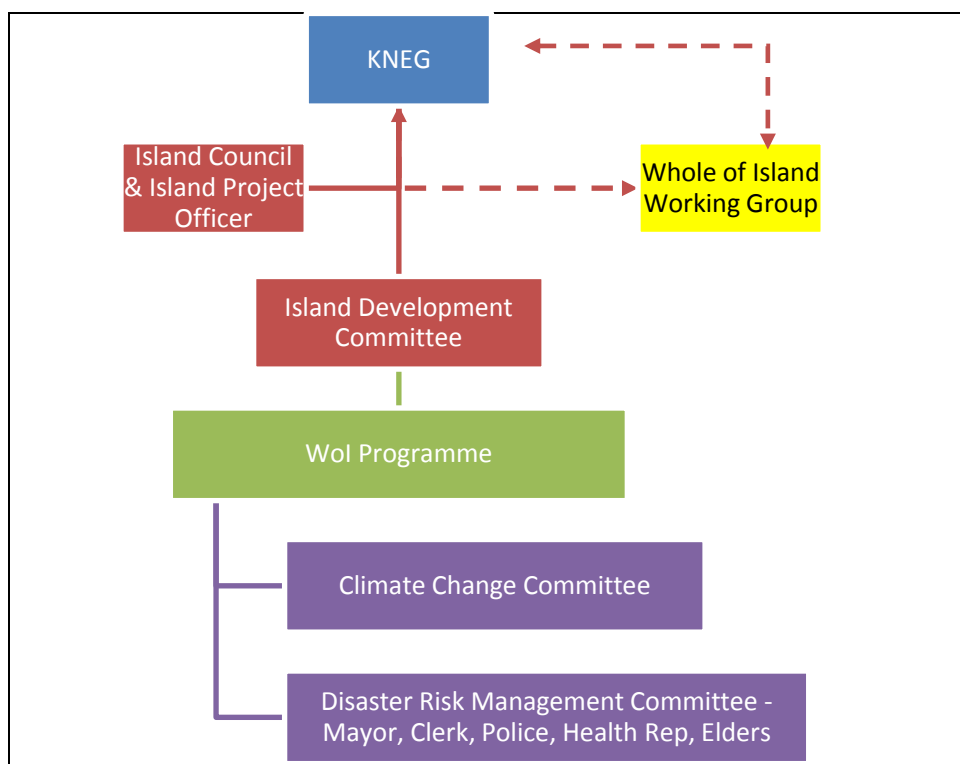 KNEG
Island Council
& Island Project
Officer
Whole of Island
Working Group
Island Development
Committee
WoI Programme
Climate Change Committee
Disaster Risk Management Committee -
Mayor, Clerk, Police, Health Rep, Elders